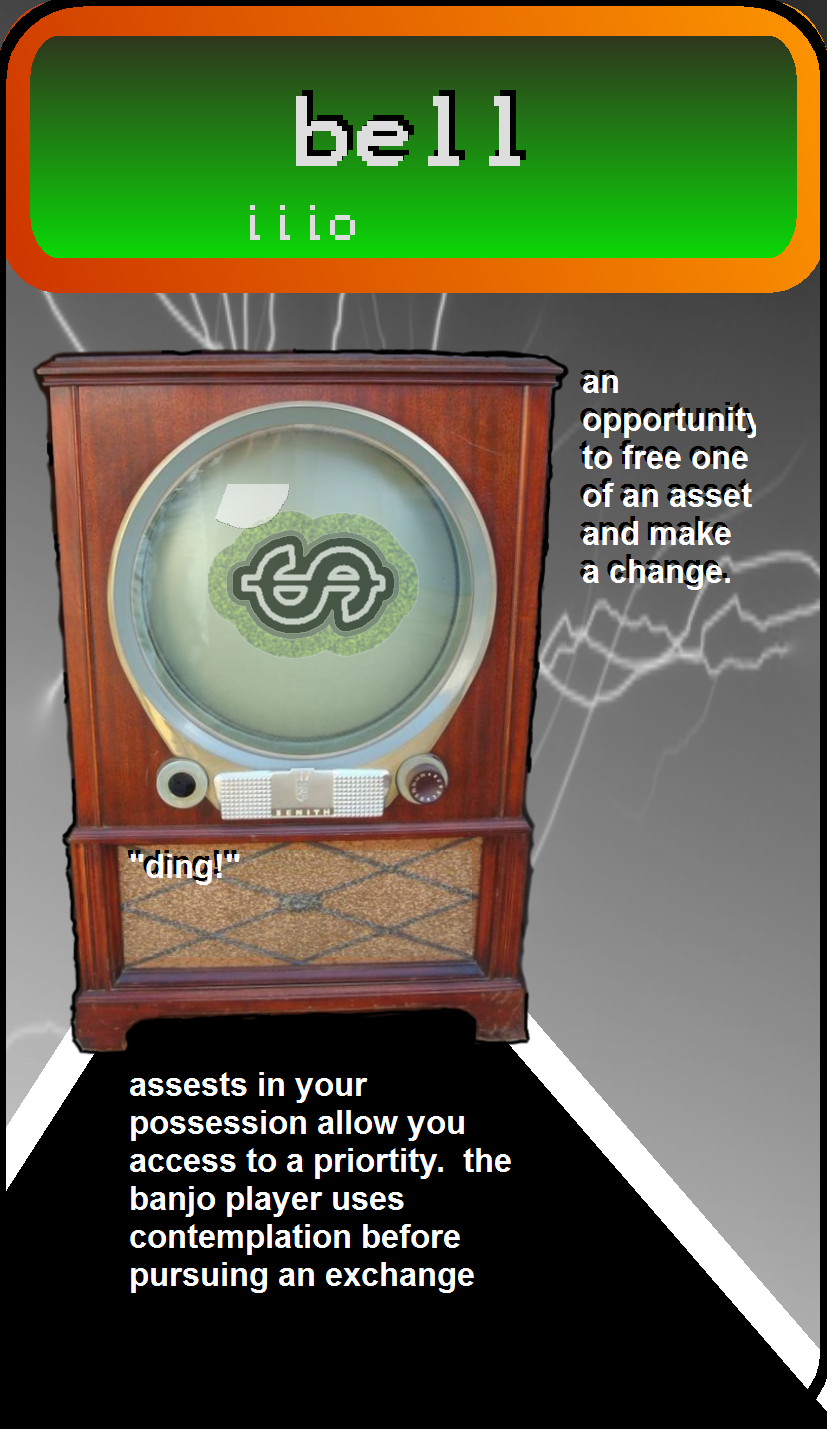 bell
iiio
an
opportunity
to free one
of an asset
and make
a change.
ZENITH
"ding!"
assests in your
possession allow you
access to a priortity.  the
banjo player uses
contemplation before
pursuing an exchange